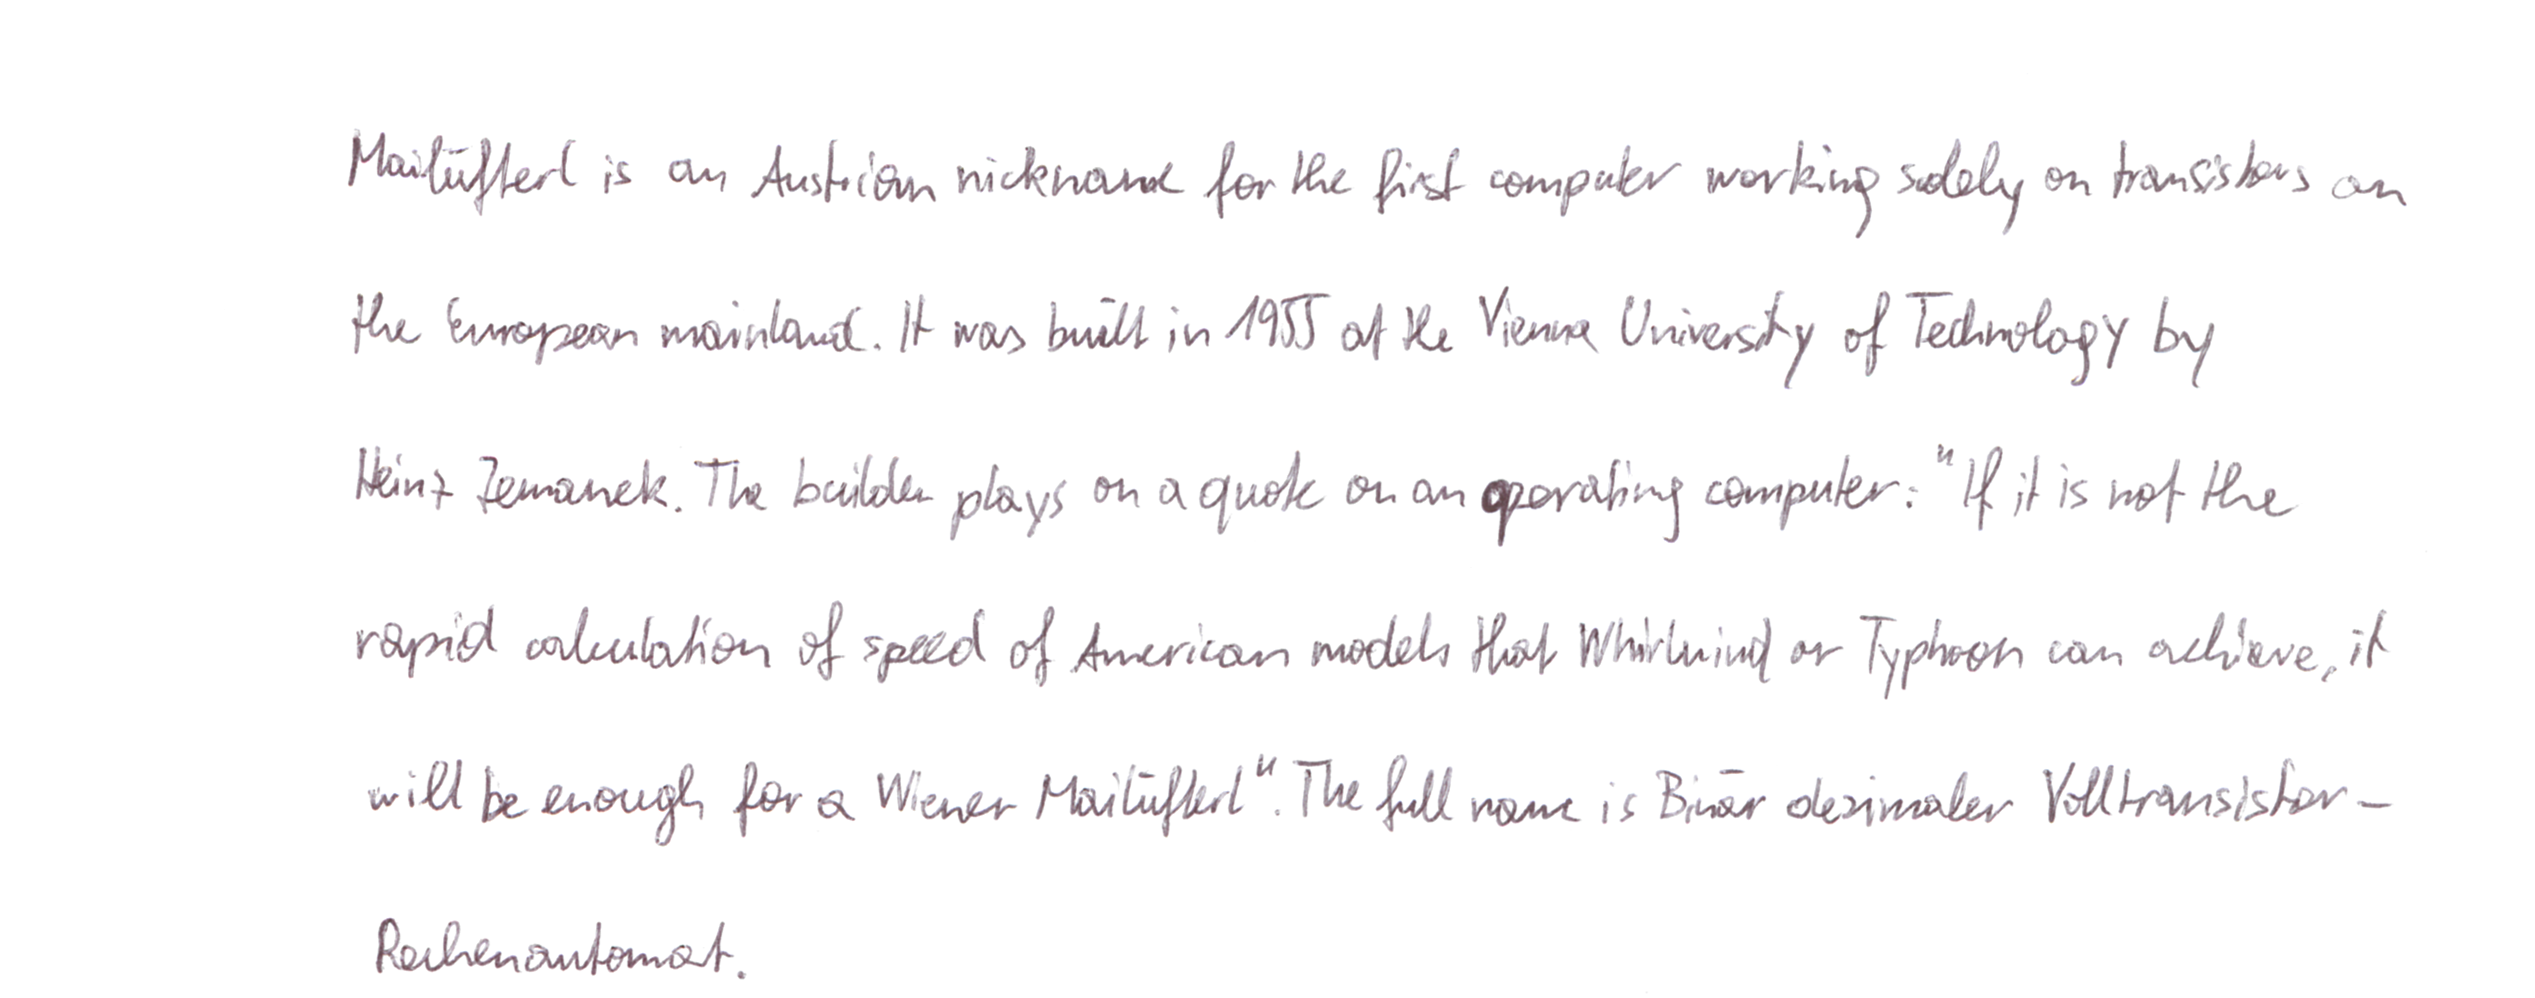 Mailüfterl is an Austrian nickname for the first computer working solely on transistors on
the European mainland. It was built in 1955 at the Vienna University of Technology by
Heinz Zemanek. The builder plays on a quote on an operating computer: "If it is not the
rapid calculation of speed of American models that Whirlwind or Typhoon can achieve, it
will be enough for a Wiener Mailüfterl". The full name is Binär dezimaler Volltransistor-
Rechenautomat.